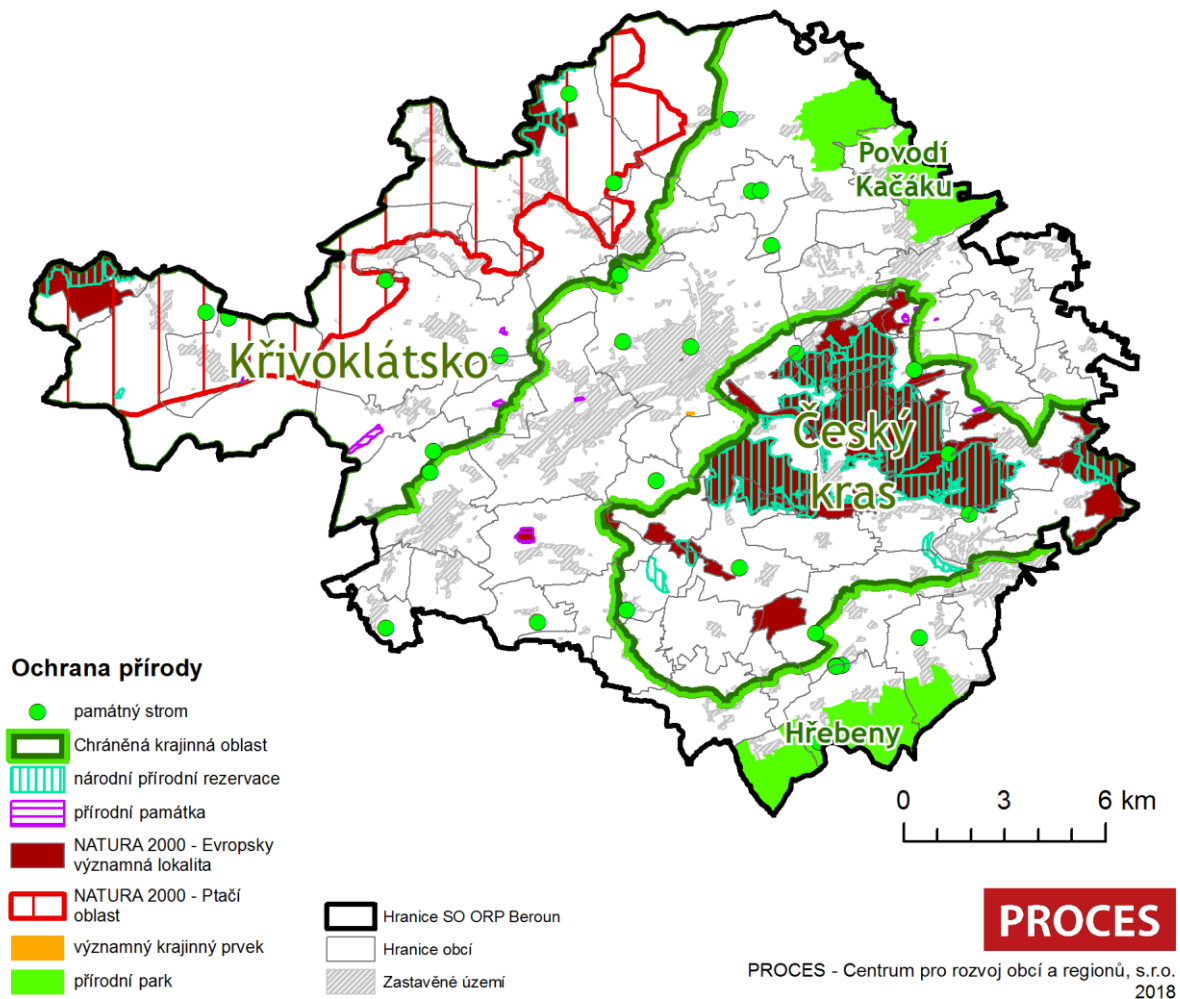 Povodí
Kačáku
Křivoklátsko
Český
kras
Hřebeny
Ochrana přírody
památný strom
Chráněná krajinná oblast
národní přírodní rezervace
přírodní památka
NATURA 2000 - Evropsky
významná lokalita
NATURA 2000 - Ptačí
oblast
významný krajinný prvek
přírodní park
Hranice SO ORP Beroun
Hranice obcí
Zastavěné území
0 3 6 km
PROCES
PROCES - Centrum pro rozvoj obcí a regionů, s.r.o.
2018